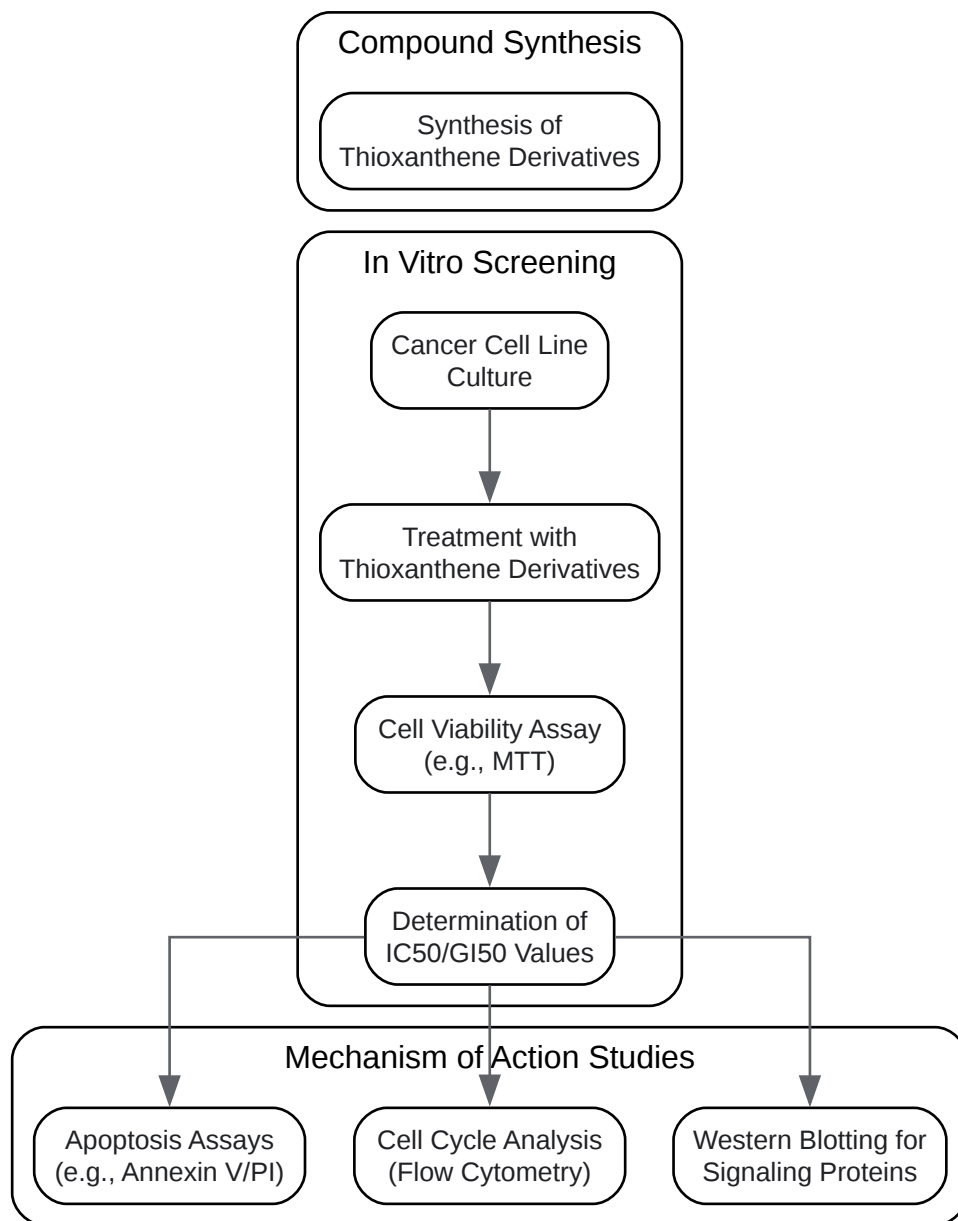 Compound Synthesis
Synthesis of
Thioxanthene Derivatives
In Vitro Screening
Cancer Cell Line
Culture
Treatment with
Thioxanthene Derivatives
Cell Viability Assay
(e.g., MTT)
Determination of
IC50/GI50 Values
Mechanism of Action Studies
Apoptosis Assays
(e.g., Annexin V/PI)
Cell Cycle Analysis
(Flow Cytometry)
Western Blotting for
Signaling Proteins